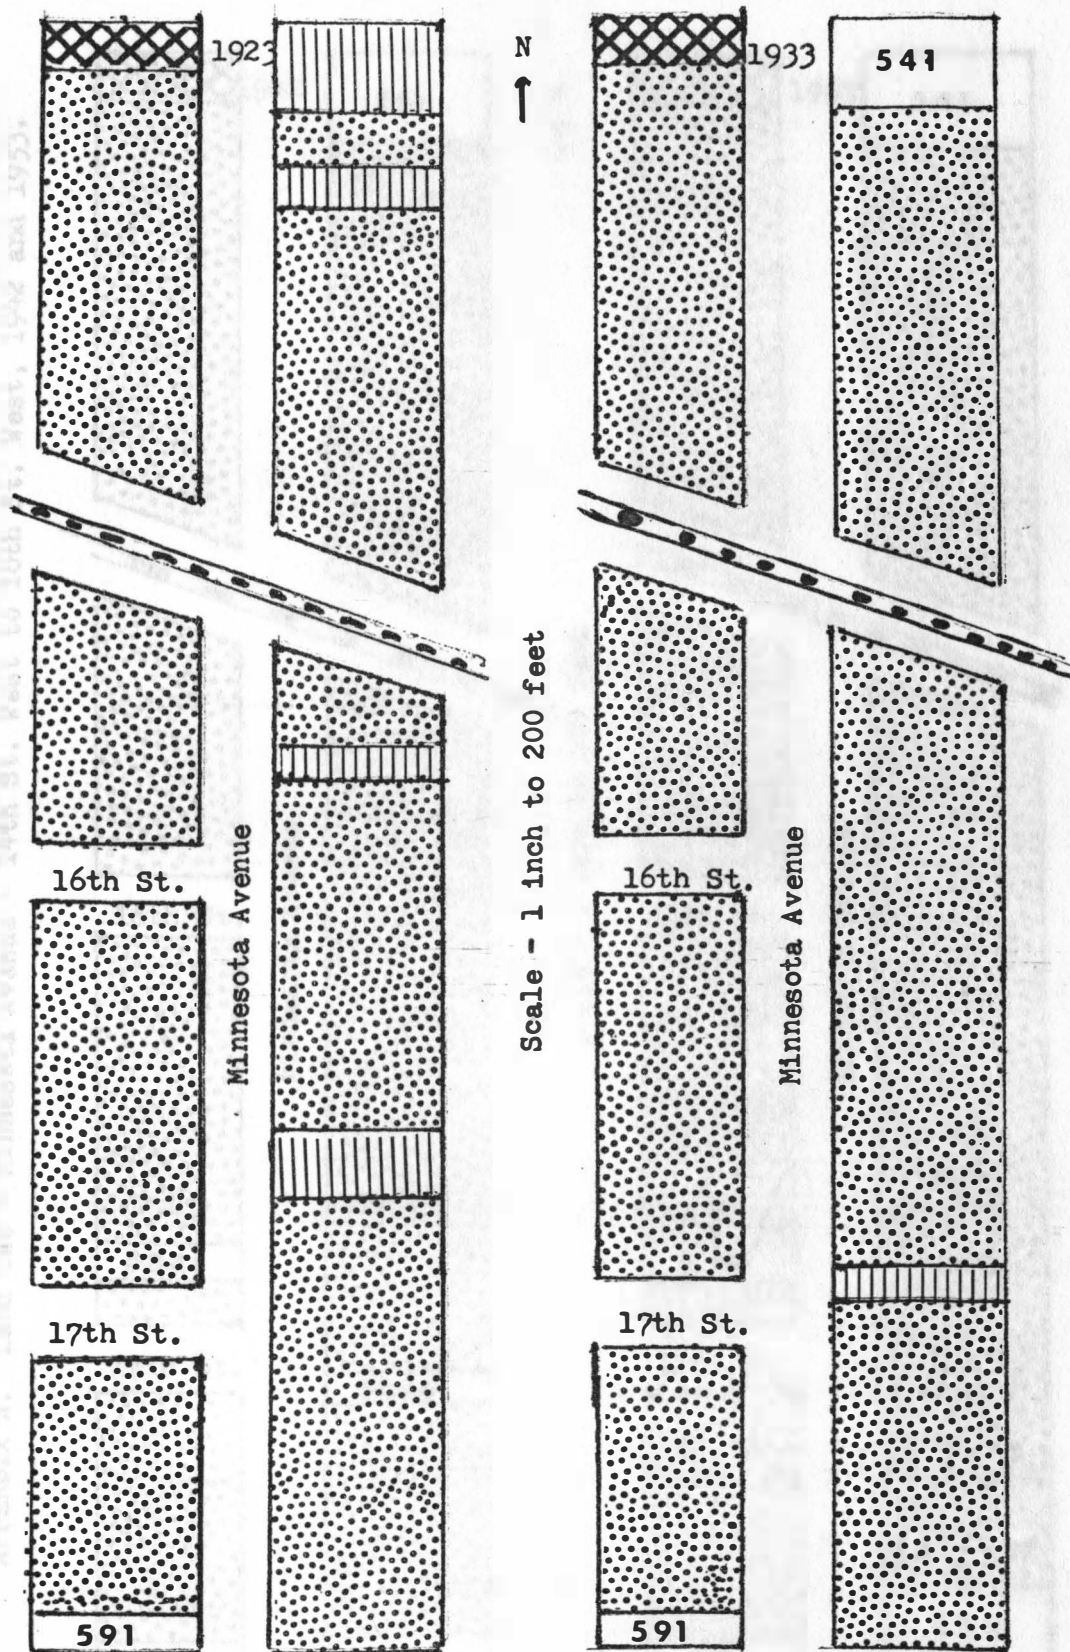 1923
N
1933
541
16th St.
Minnesota Avenue
Scale - 1 inch to 200 feet
16th St.
Minnesota Avenue
17th St.
17th St.
591
591